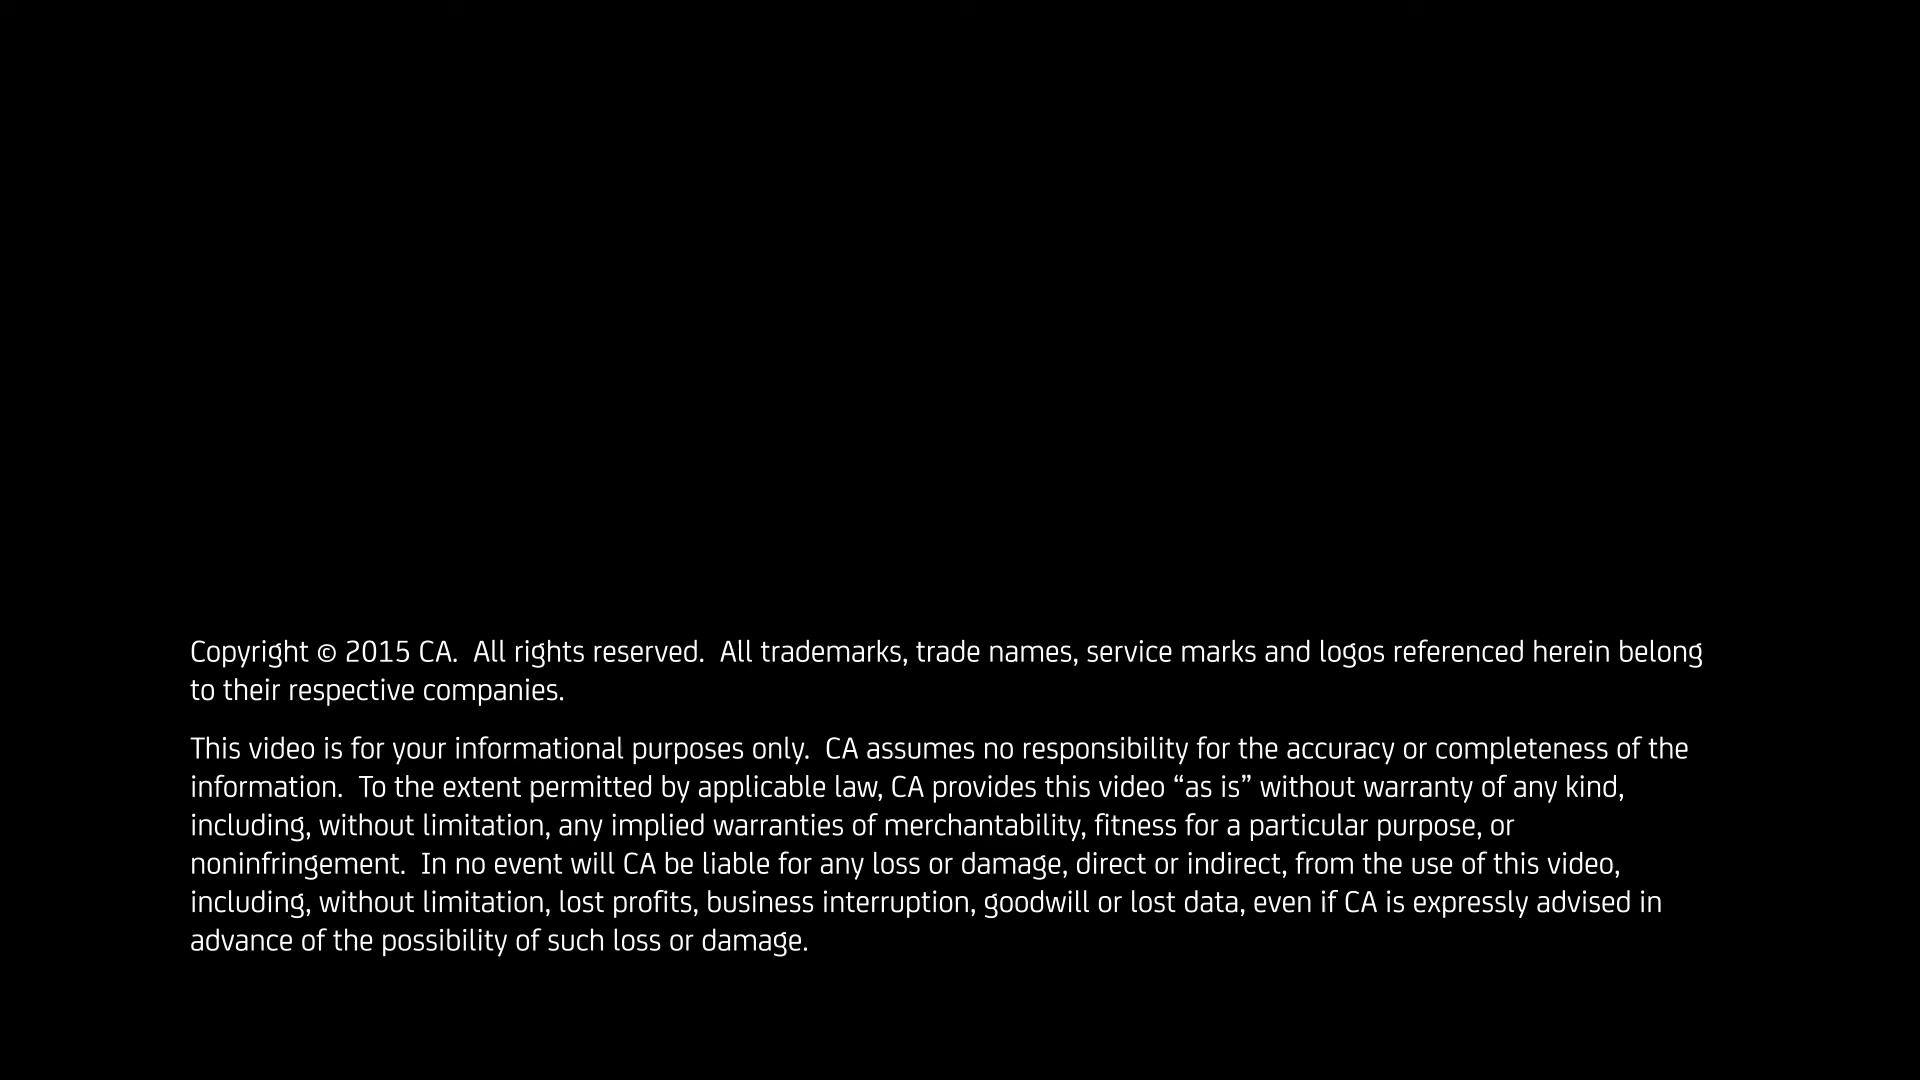 Copyright © 2015 CA.  All rights reserved.  All trademarks, trade names, service marks and logos referenced herein belong
to their respective companies.
This video is for your informational purposes only.  CA assumes no responsibility for the accuracy or completeness of the
information.  To the extent permitted by applicable law, CA provides this video “as is” without warranty of any kind,
including, without limitation, any implied warranties of merchantability, fitness for a particular purpose, or
noninfringement.  In no event will CA be liable for any loss or damage, direct or indirect, from the use of this video,
including, without limitation, lost profits, business interruption, goodwill or lost data, even if CA is expressly advised in
advance of the possibility of such loss or damage.